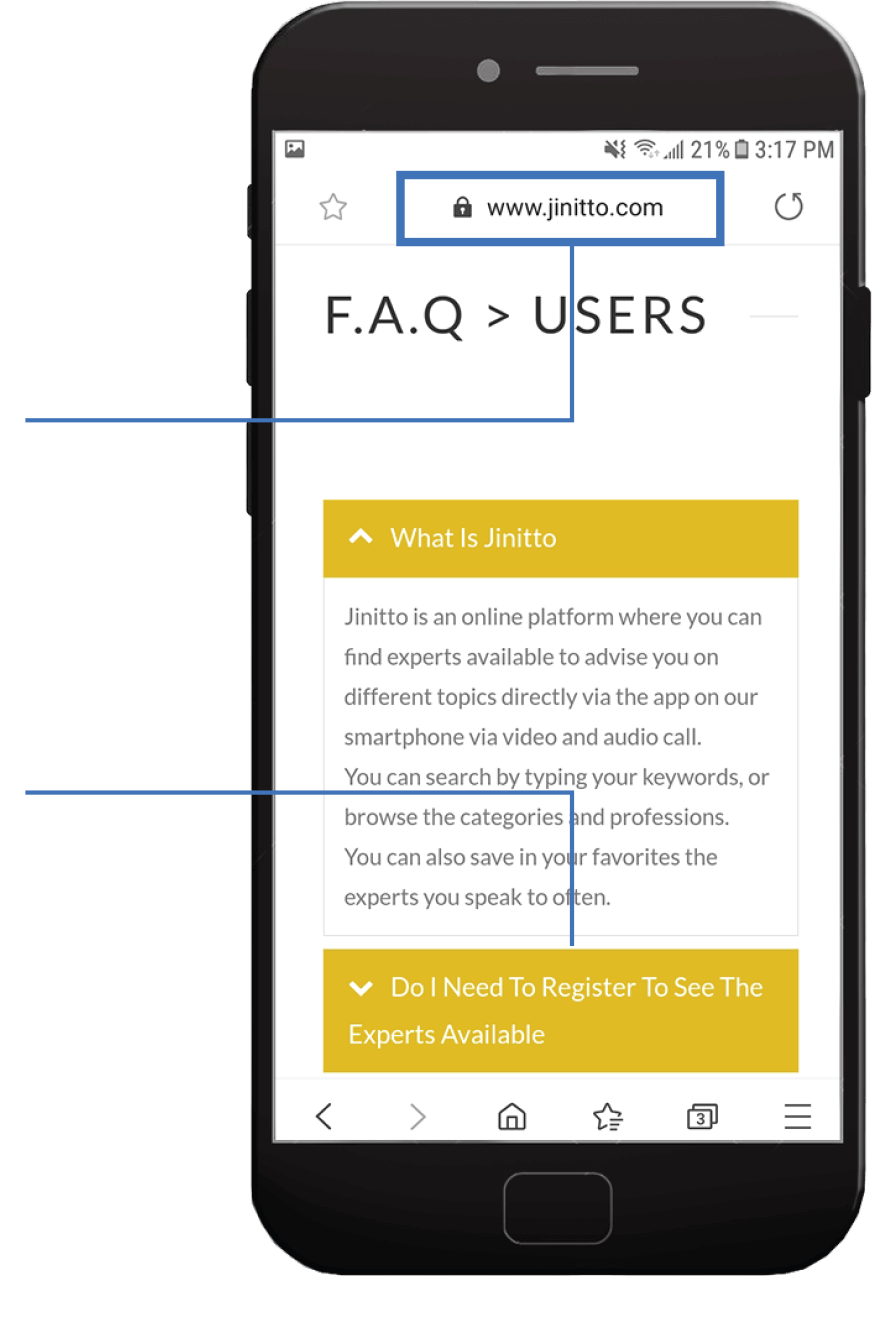 21% 3:17 PM
www.jinitto.com
F.A.Q > USERS
What Is Jinitto
Jinitto is an online platform where you can
find experts available to advise you on
different topics directly via the app on our
smartphone via video and audio call.
You can search by typing your keywords, or
browse the categories and professions.
You can also save in your favorites the
experts you speak to often.
Do I Need To Register To See The
Experts Available
3